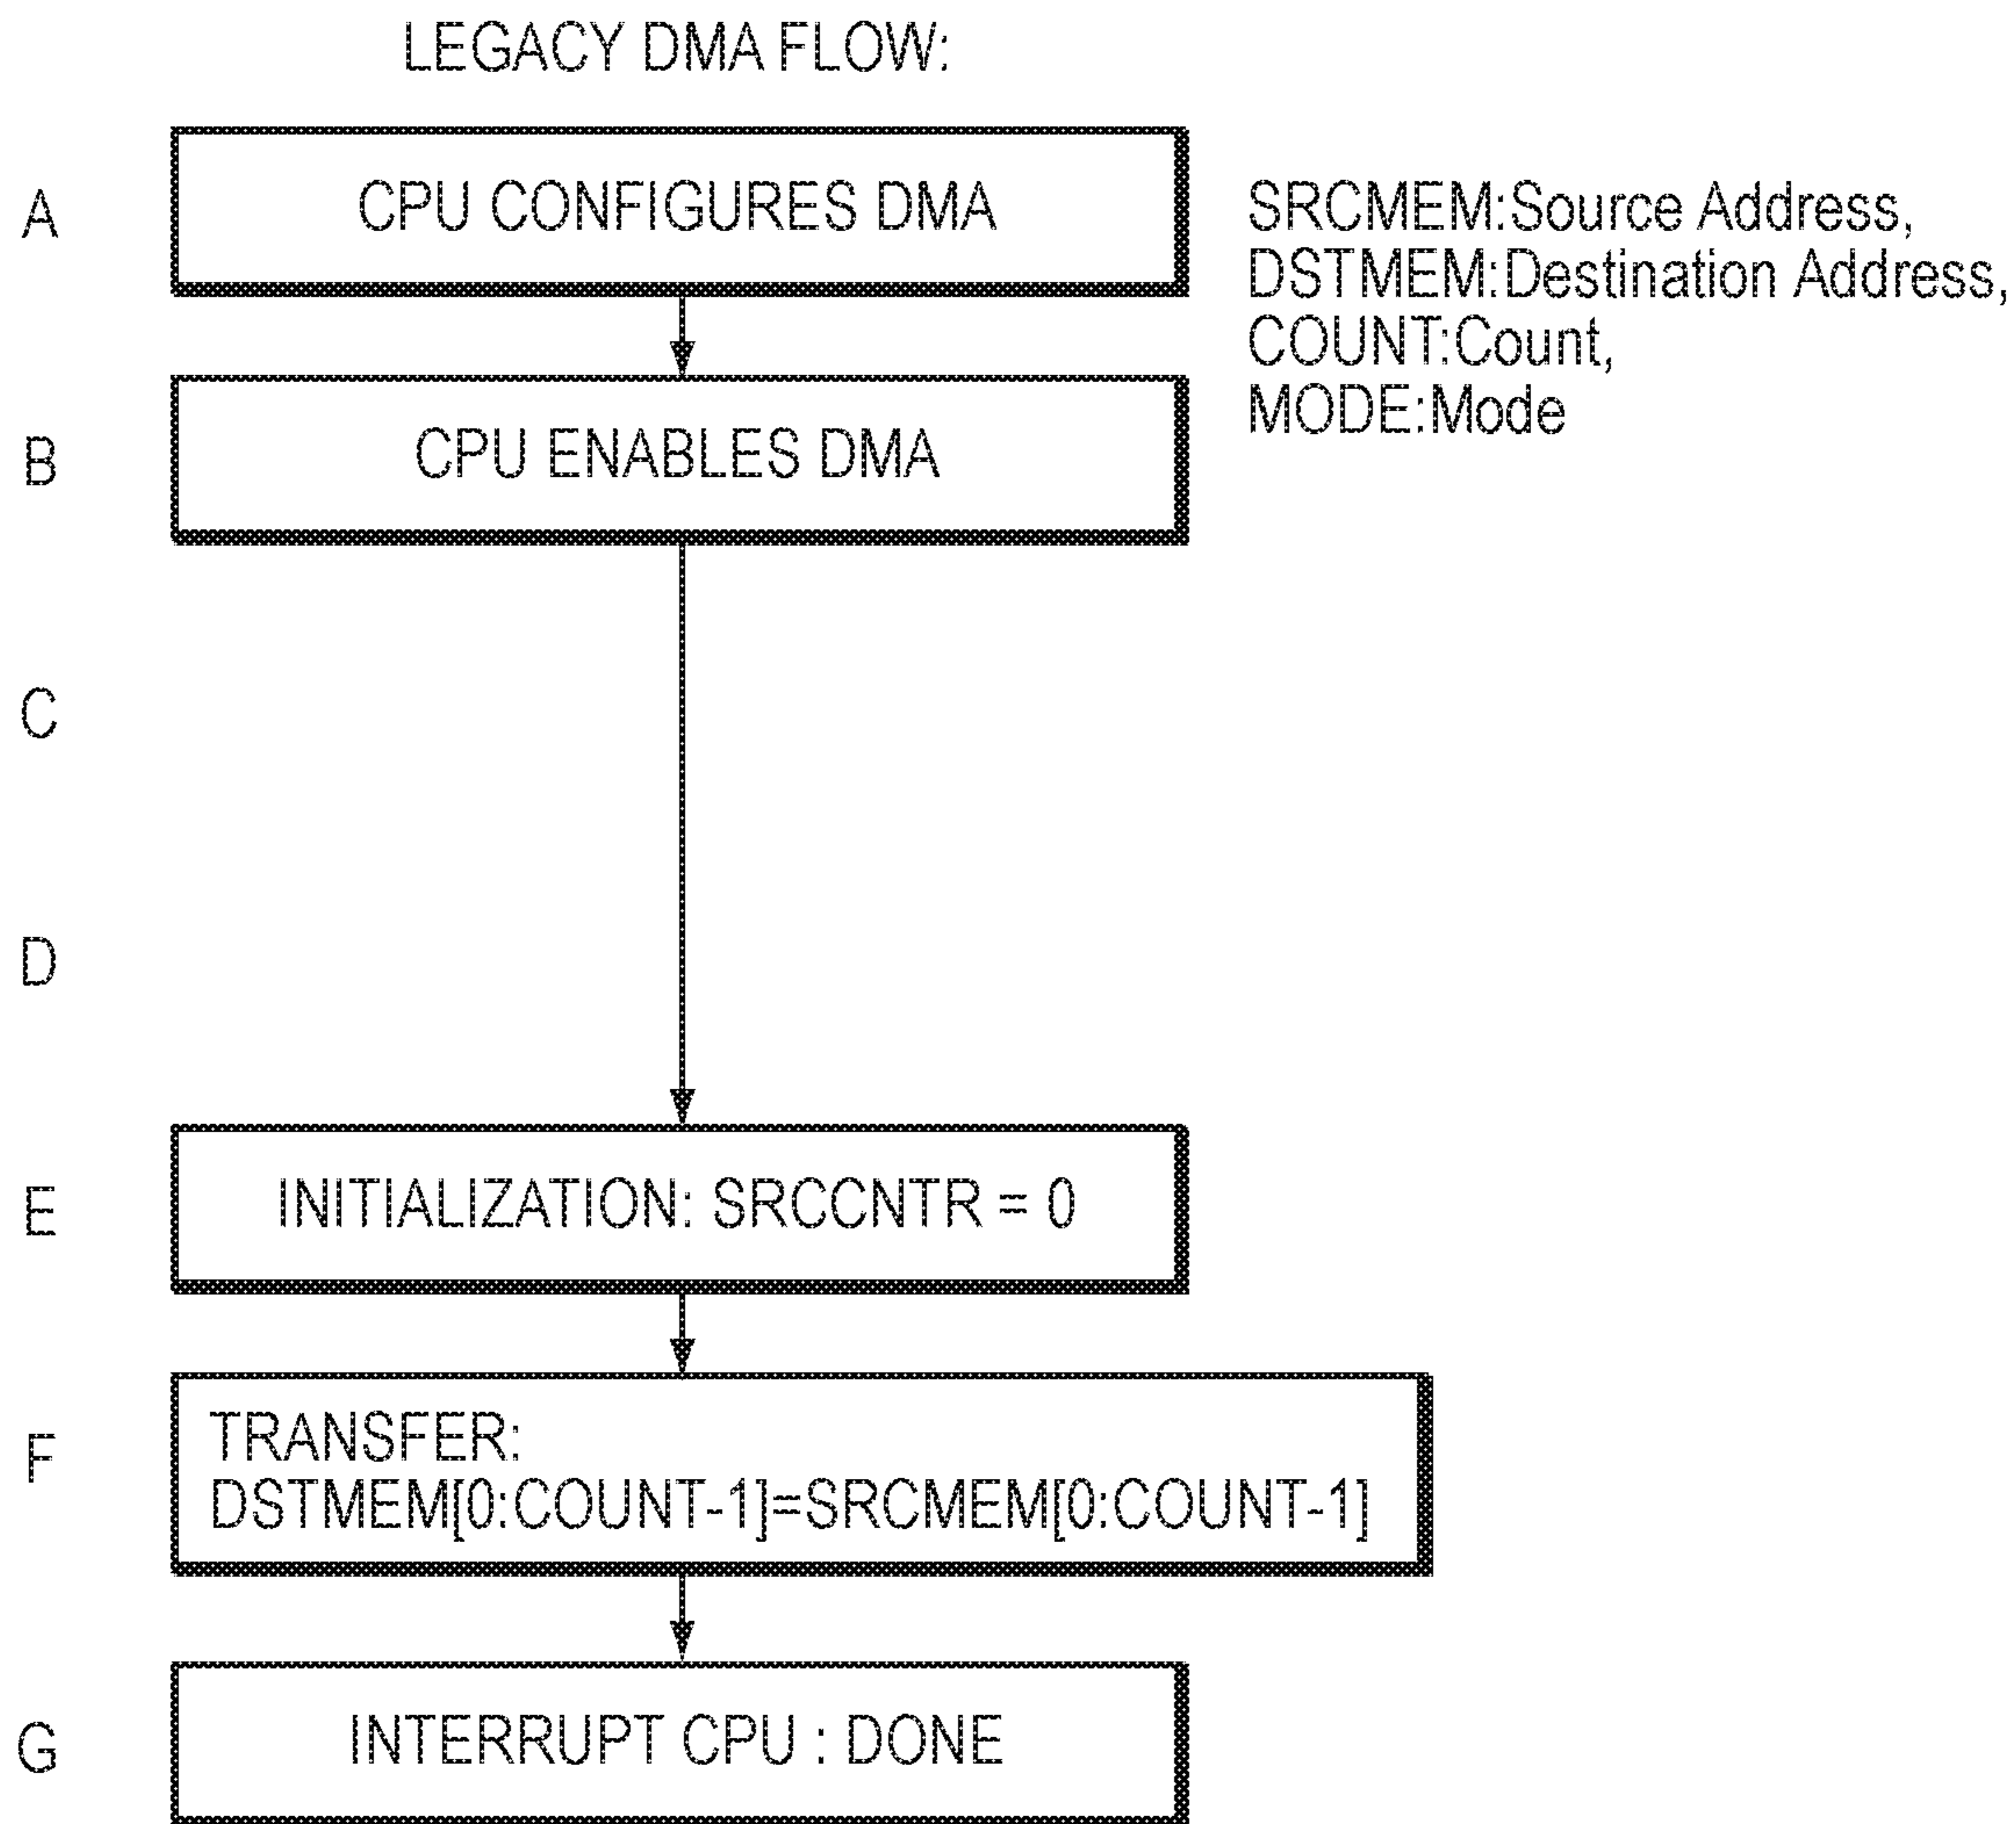 LEGACY DMA FLOW:
A
CPU CONFIGURES DMA
SRCMEM:Source Address,
DSTMEM:Destination Address,
COUNT:Count,
MODE:Mode
B
CPU ENABLES DMA
C
D
E
INITIALIZATION: SRCCNTR = 0
F
TRANSFER:
DSTMEM[0:COUNT-1]=SRCMEM[0:COUNT-1]
G
INTERRUPT CPU : DONE